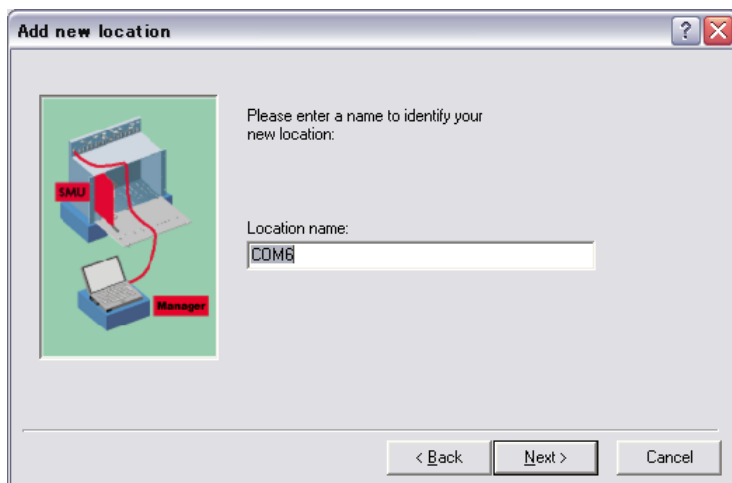 Add new location
?
Please enter a name to identify your
new location:
SMU
Manager
Location name:
COM6
< Back
Next >
Cancel